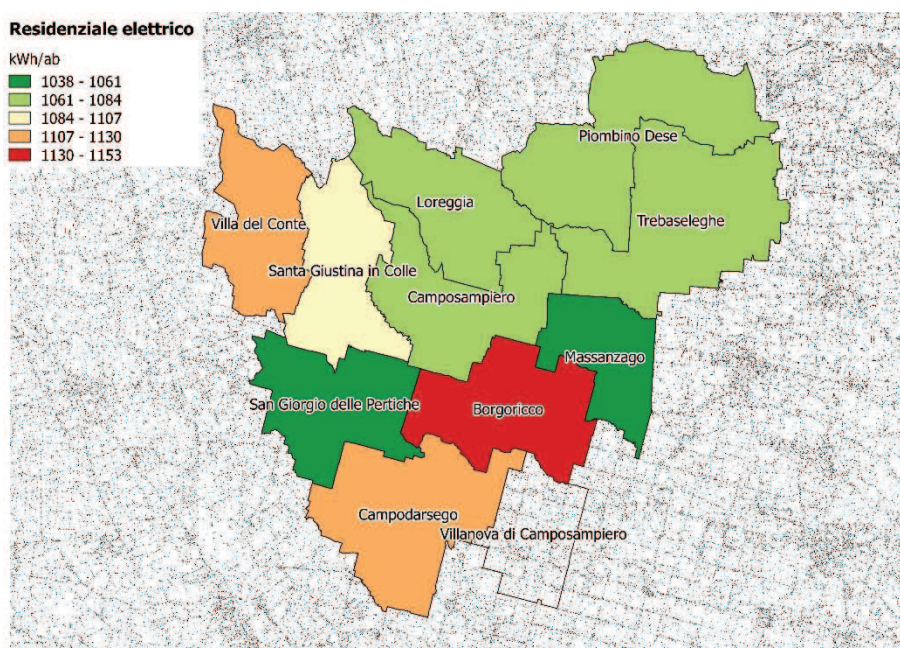 Residenziale elettrico
kWh/ab
1038 - 1061
1061 - 1084
1084 - 1107
1107 - 1130
1130 - 1153
Piombino Dese
Loreggia
Trebaseleghe
Villa del Conte
Santa Giustina in Colle
Camposampiero
Massanzago
San Giorgio delle Pertiche
Borgoricco
Campodarsego
Villanova di Camposampiero